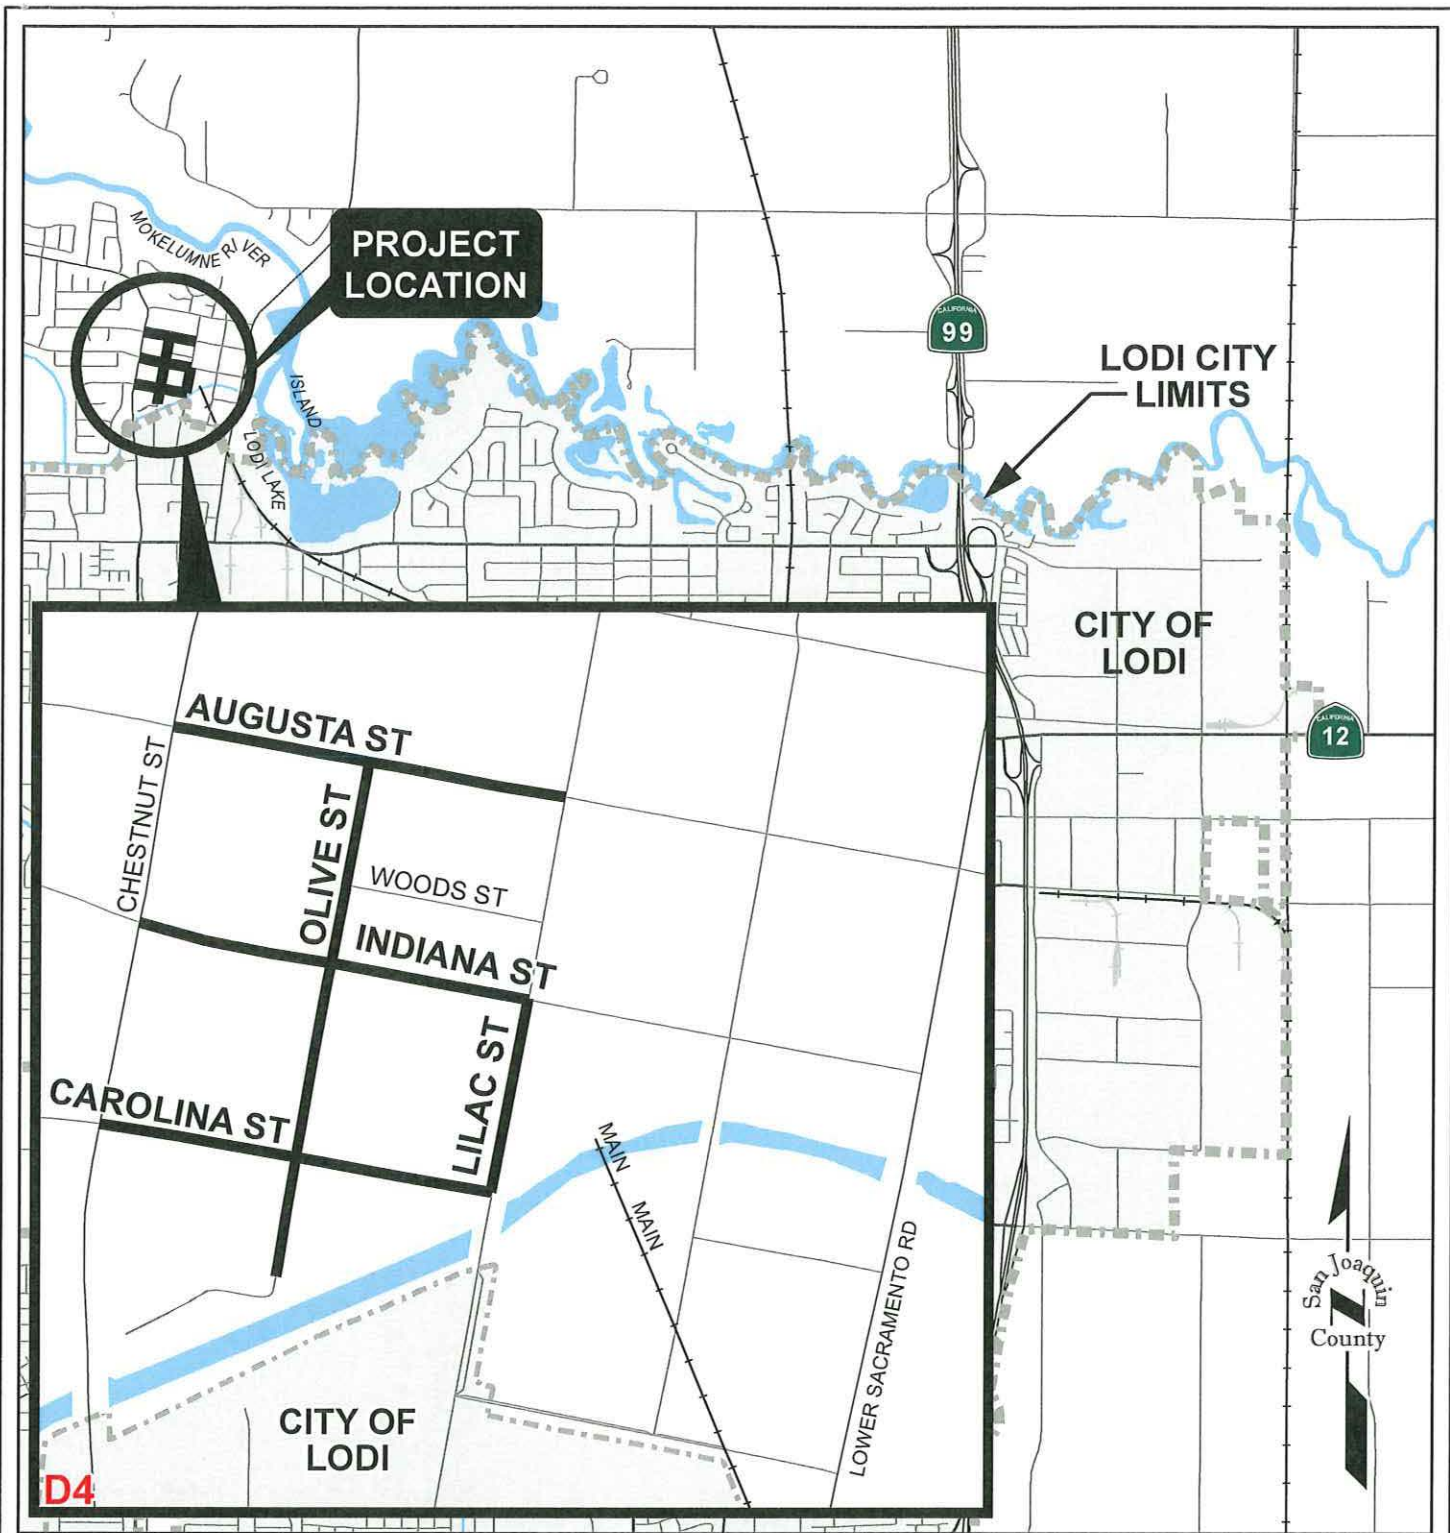 MOKELUMNE RIVER
PROJECT
LOCATION
CALIFORNIA
99
LODI CITY
LIMITS
ISLAND
LODI LAKE
CITY OF
LODI
CALIFORNIA
12
AUGUSTA ST
CHESTNUT ST
OLIVE ST
WOODS ST
INDIANA ST
LILAC ST
CAROLINA ST
MAIN
MAIN
LOWER SACRAMENTO RD
CITY OF
LODI
D4
San Joaquin
County